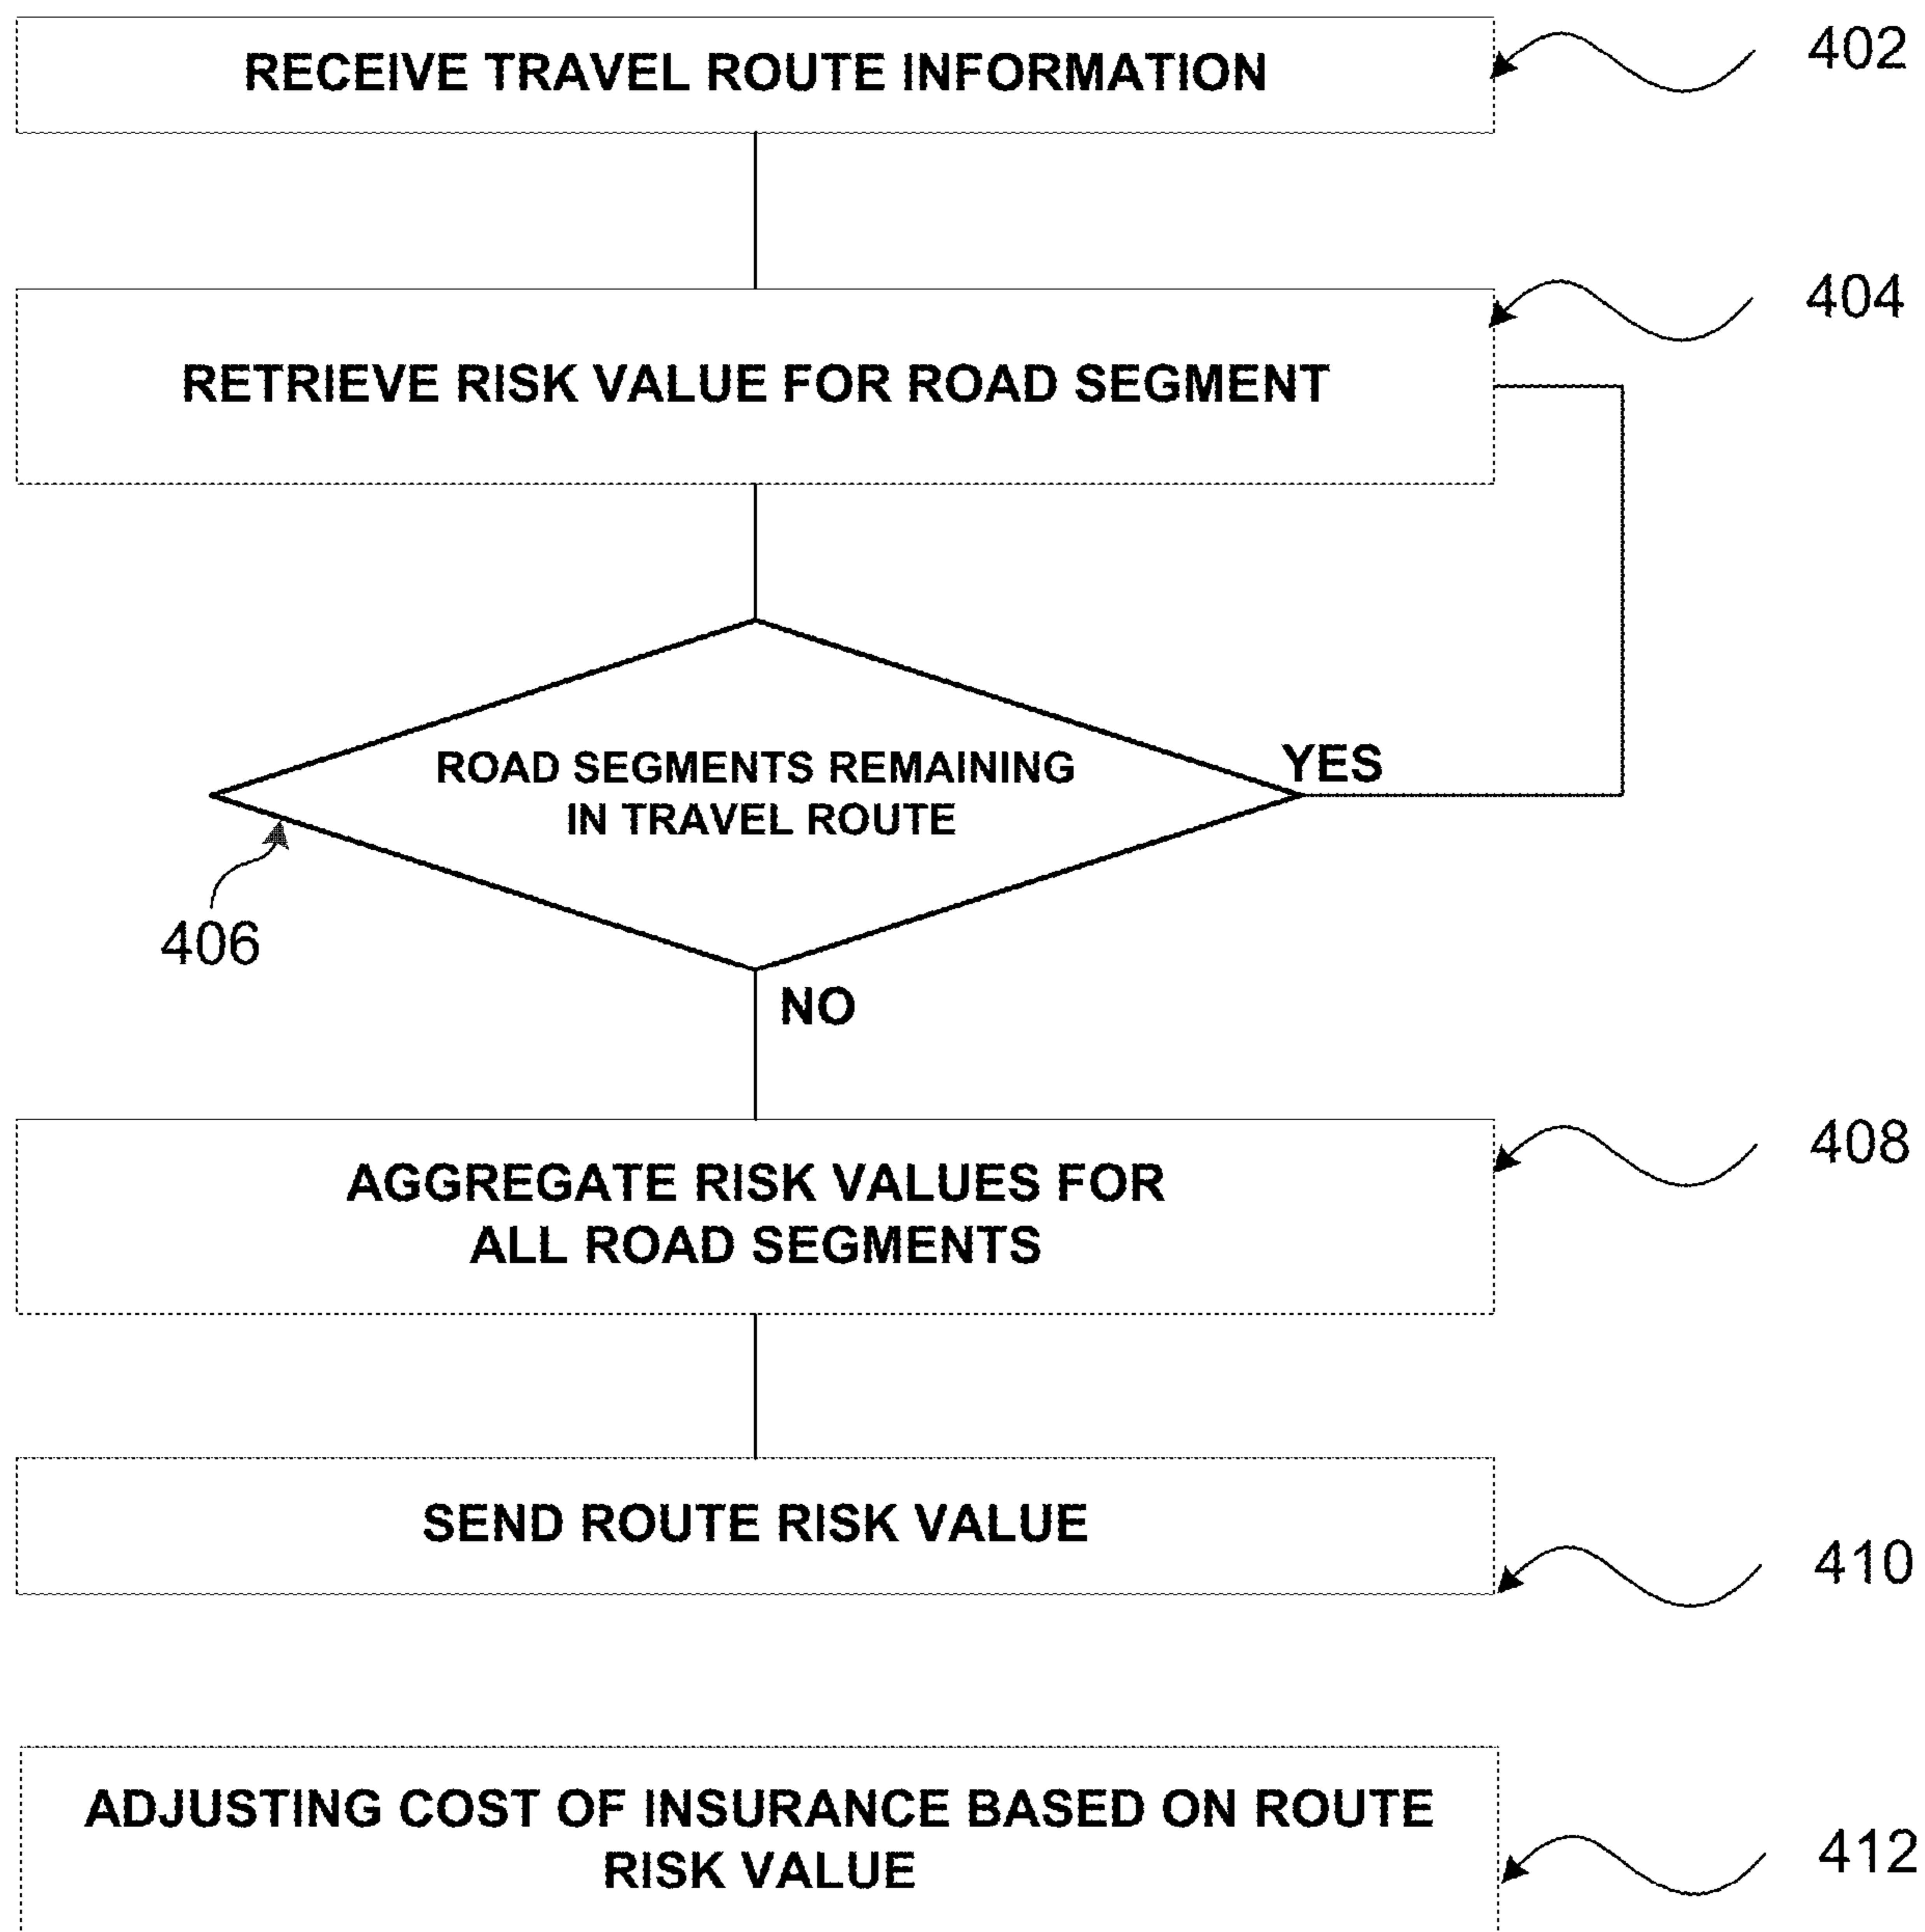 RECEIVE TRAVEL ROUTE INFORMATION
402
RETRIEVE RISK VALUE FOR ROAD SEGMENT
404
ROAD SEGMENTS REMAINING
IN TRAVEL ROUTE
YES
406
NO
AGGREGATE RISK VALUES FOR
ALL ROAD SEGMENTS
408
SEND ROUTE RISK VALUE
410
ADJUSTING COST OF INSURANCE BASED ON ROUTE
RISK VALUE
412